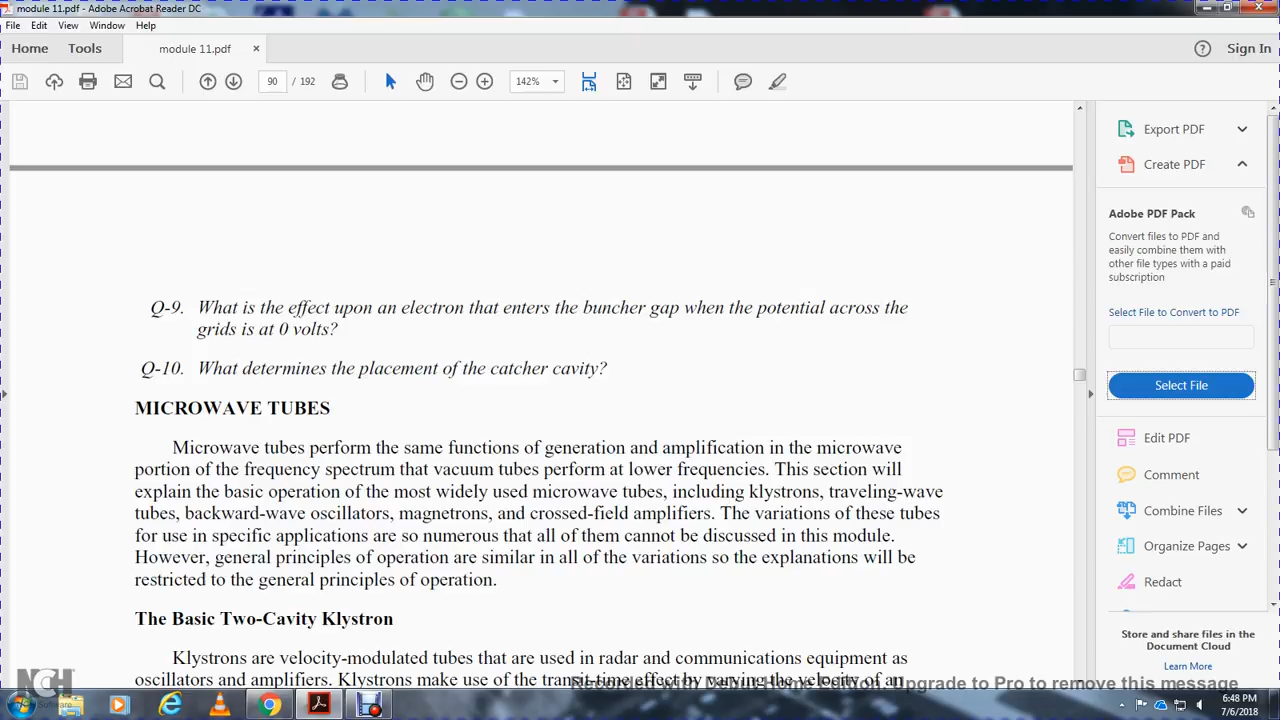 module 11.pdf - Adobe Acrobat Reader DC
File Edit View Window Help
Home Tools module 11.pdf × Sign In
90 / 192 142%
Q-9. What is the effect upon an electron that enters the buncher gap when the potential across the
grids is at 0 volts?
Q-10. What determines the placement of the catcher cavity?
MICROWAVE TUBES
Microwave tubes perform the same functions of generation and amplification in the microwave
portion of the frequency spectrum that vacuum tubes perform at lower frequencies. This section will
explain the basic operation of the most widely used microwave tubes, including klystrons, traveling-wave
tubes, backward-wave oscillators, magnetrons, and crossed-field amplifiers. The variations of these tubes
for use in specific applications are so numerous that all of them cannot be discussed in this module.
However, general principles of operation are similar in all of the variations so the explanations will be
restricted to the general principles of operation.
The Basic Two-Cavity Klystron
Klystrons are velocity-modulated tubes that are used in radar and communications equipment as
oscillators and amplifiers. Klystrons make use of the transit-time effect by varying the velocity of an
Export PDF
Create PDF
Adobe PDF Pack
Convert files to PDF and
easily combine them with
other file types with a paid
subscription
Select File to Convert to PDF
Select File
Edit PDF
Comment
Combine Files
Organize Pages
Redact
Store and share files in the
Document Cloud
Learn More
NCH
Software
Upgrade to Pro to remove this message
6:48 PM
7/6/2018